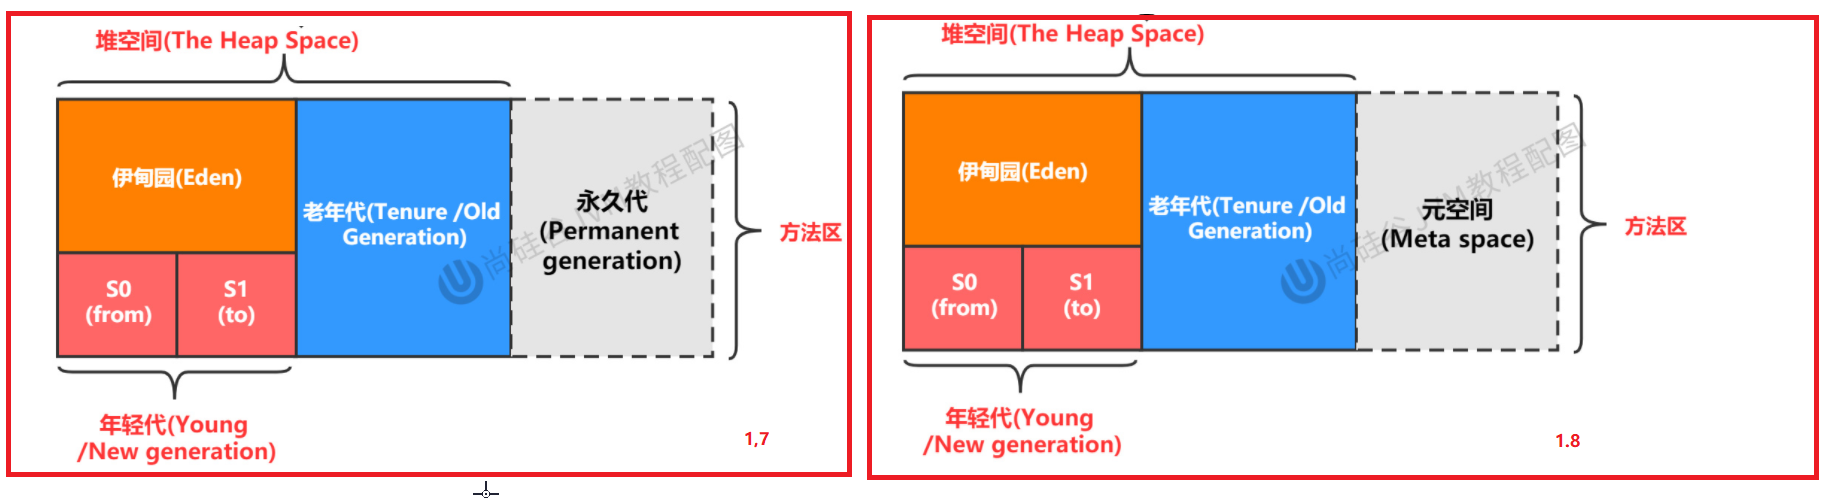 堆空间(The Heap Space)
伊甸园(Eden)
老年代(Tenure /Old
Generation)
永久代
(Permanent
generation)
方法区
S0
(from)
S1
(to)
年轻代(Young
/New generation)
1,7
尚硅谷JVM教程配图
堆空间(The Heap Space)
伊甸园(Eden)
老年代(Tenure /Old
Generation)
元空间
(Meta space)
方法区
S0
(from)
S1
(to)
年轻代(Young
/New generation)
1.8
尚硅谷JVM教程配图